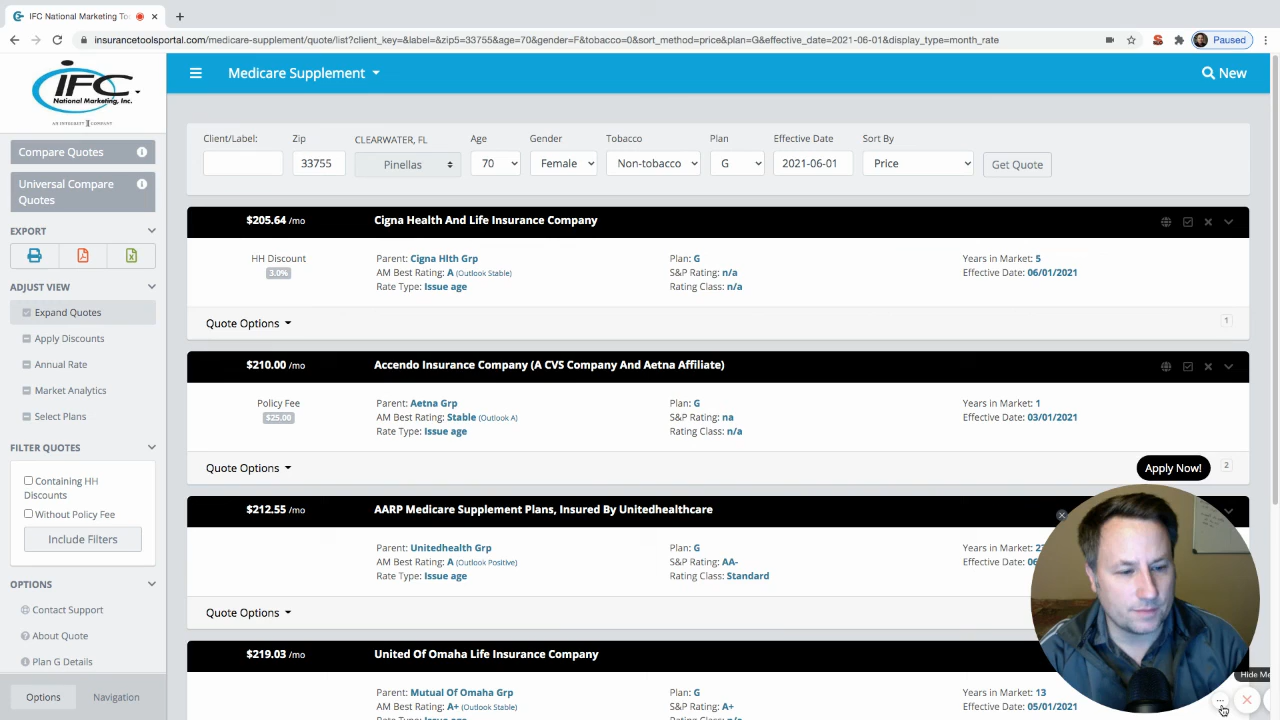 IFC National Marketing To
insurancetoolsportal.com/medicare-supplement/quote/list?client_key=&label=&zip5=33755&age=70&gender=F&tobacco=0&sort_method=price&plan=G&effective_date=2021-06-01&display_type=month_rate
Paused
IFC
National Marketing, Inc.
AN INTEGRITY COMPANY
Medicare Supplement
New
Compare Quotes
Universal Compare
Quotes
EXPORT
ADJUST VIEW
Expand Quotes
Apply Discounts
Annual Rate
Market Analytics
Select Plans
FILTER QUOTES
Containing HH
Discounts
Without Policy Fee
Include Filters
OPTIONS
Contact Support
About Quote
Plan G Details
Options Navigation
Client/Label: Zip CLEARWATER, FL Age Gender Tobacco Plan Effective Date Sort By
33755 Pinellas 70 Female Non-tobacco G 2021-06-01 Price Get Quote
$205.64 /mo Cigna Health And Life Insurance Company
HH Discount Parent: Cigna Hlth Grp Plan: G Years in Market: 5
3.0% AM Best Rating: A (Outlook Stable) S&P Rating: n/a Effective Date: 06/01/2021
Rate Type: Issue age Rating Class: n/a
Quote Options 1
$210.00 /mo Accendo Insurance Company (A CVS Company And Aetna Affiliate)
Policy Fee Parent: Aetna Grp Plan: G Years in Market: 1
$25.00 AM Best Rating: Stable (Outlook A) S&P Rating: na Effective Date: 03/01/2021
Rate Type: Issue age Rating Class: n/a
Quote Options Apply Now! 2
$212.55 /mo AARP Medicare Supplement Plans, Insured By Unitedhealthcare
Parent: Unitedhealth Grp Plan: G Years in Market:
AM Best Rating: A (Outlook Positive) S&P Rating: AA- Effective Date:
Rate Type: Issue age Rating Class: Standard
Quote Options
$219.03 /mo United Of Omaha Life Insurance Company
Parent: Mutual Of Omaha Grp Plan: G Years in Market: 13
AM Best Rating: A+ (Outlook Stable) S&P Rating: A+ Effective Date: 05/01/2021
Hide Me